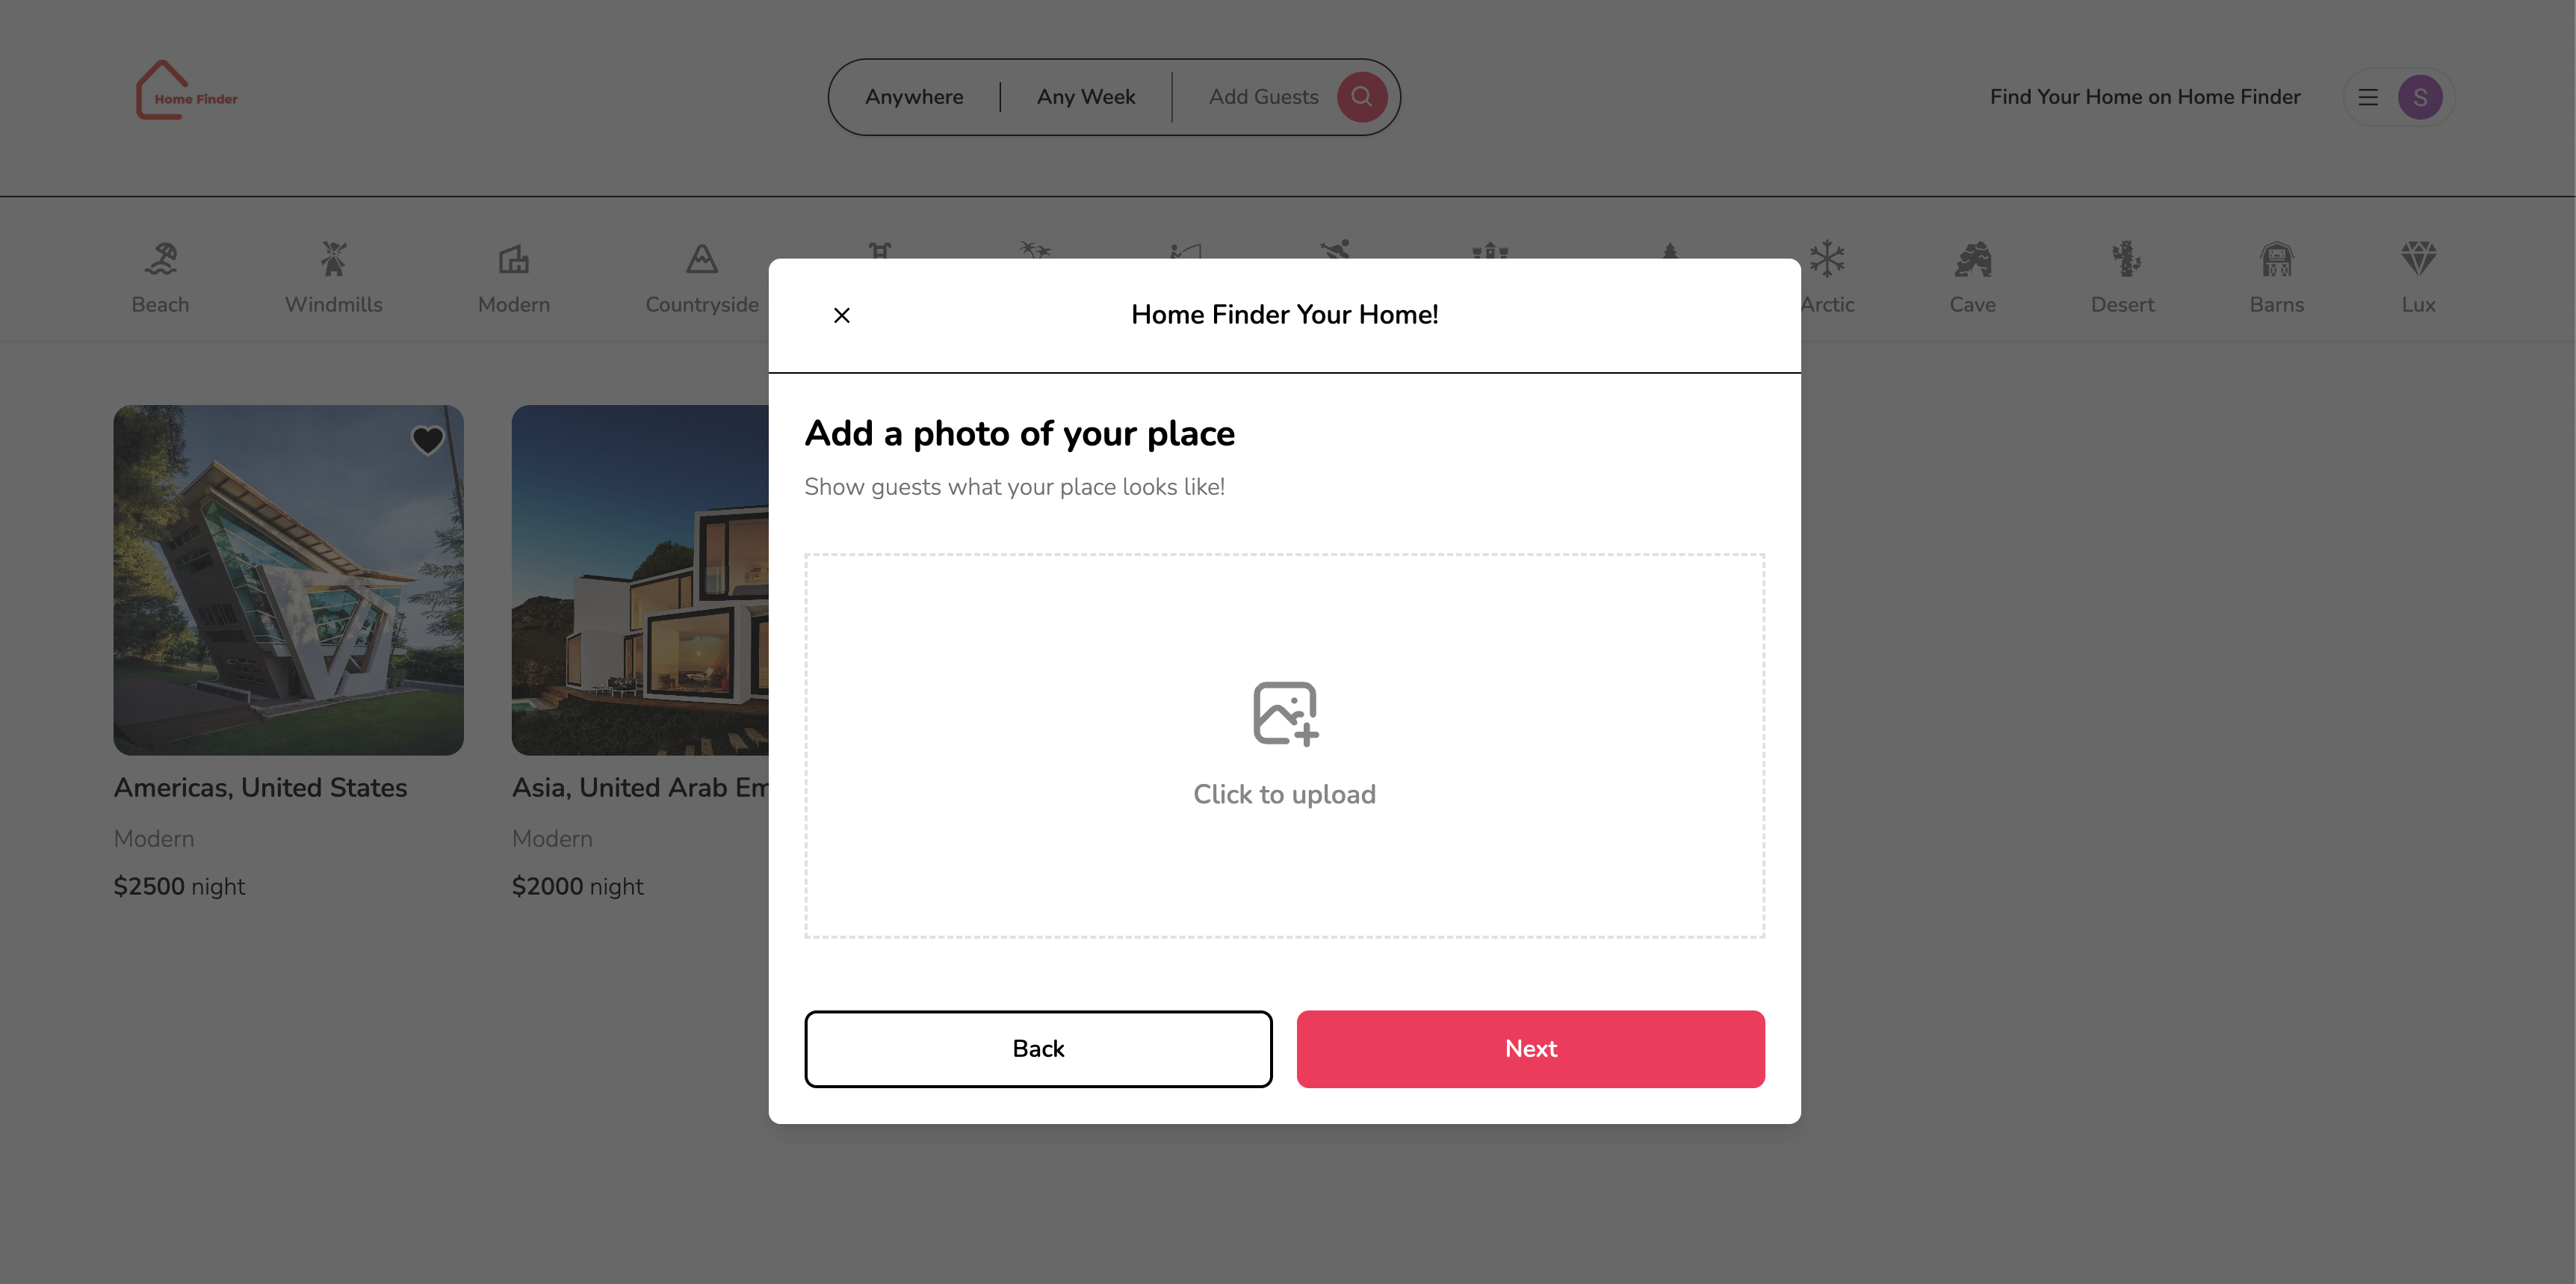 Home Finder
Anywhere
Any Week
Add Guests
Find Your Home on Home Finder
S
Beach
Windmills
Modern
Countryside
Arctic
Cave
Desert
Barns
Lux
Home Finder Your Home!
Add a photo of your place
Show guests what your place looks like!
Click to upload
Back
Next
Americas, United States
Modern
$2500 night
Asia, United Arab Em
Modern
$2000 night